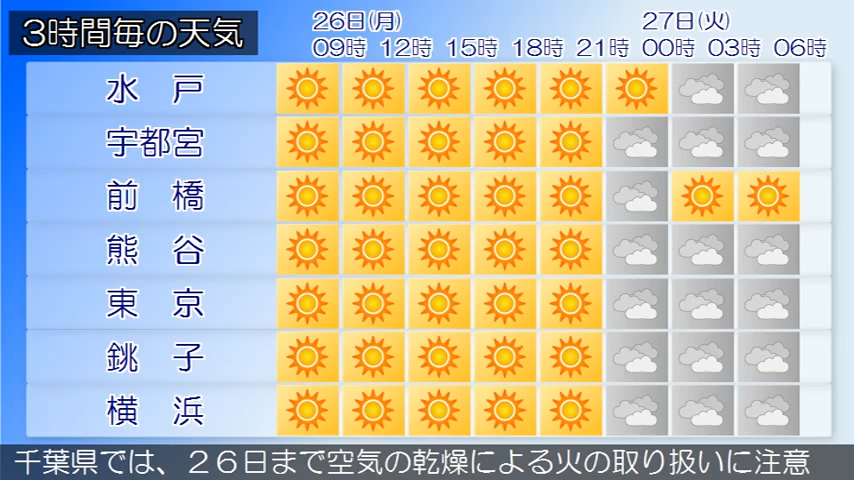 3時間毎の天気
26日(月) 27日(火)
09時 12時 15時 18時 21時 00時 03時 06時
水 戸
宇都宮
前 橋
熊 谷
東 京
銚 子
横 浜
千葉県では、２６日まで空気の乾燥による火の取り扱いに注意